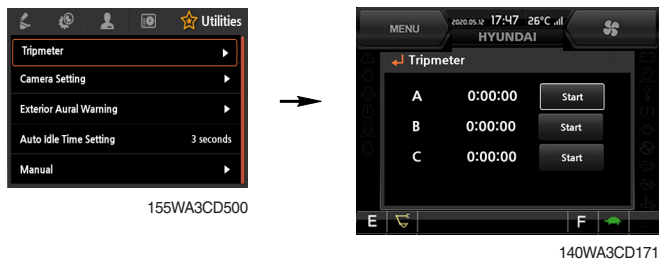 Utilities
Tripmeter
Camera Setting
Exterior Aural Warning
Auto Idle Time Setting 3 seconds
Manual
155WA3CD500
MENU
2020.05.12 17:47 26°C
HYUNDAI
Tripmeter
A 0:00:00 Start
B 0:00:00 Start
C 0:00:00 Start
E F
140WA3CD171